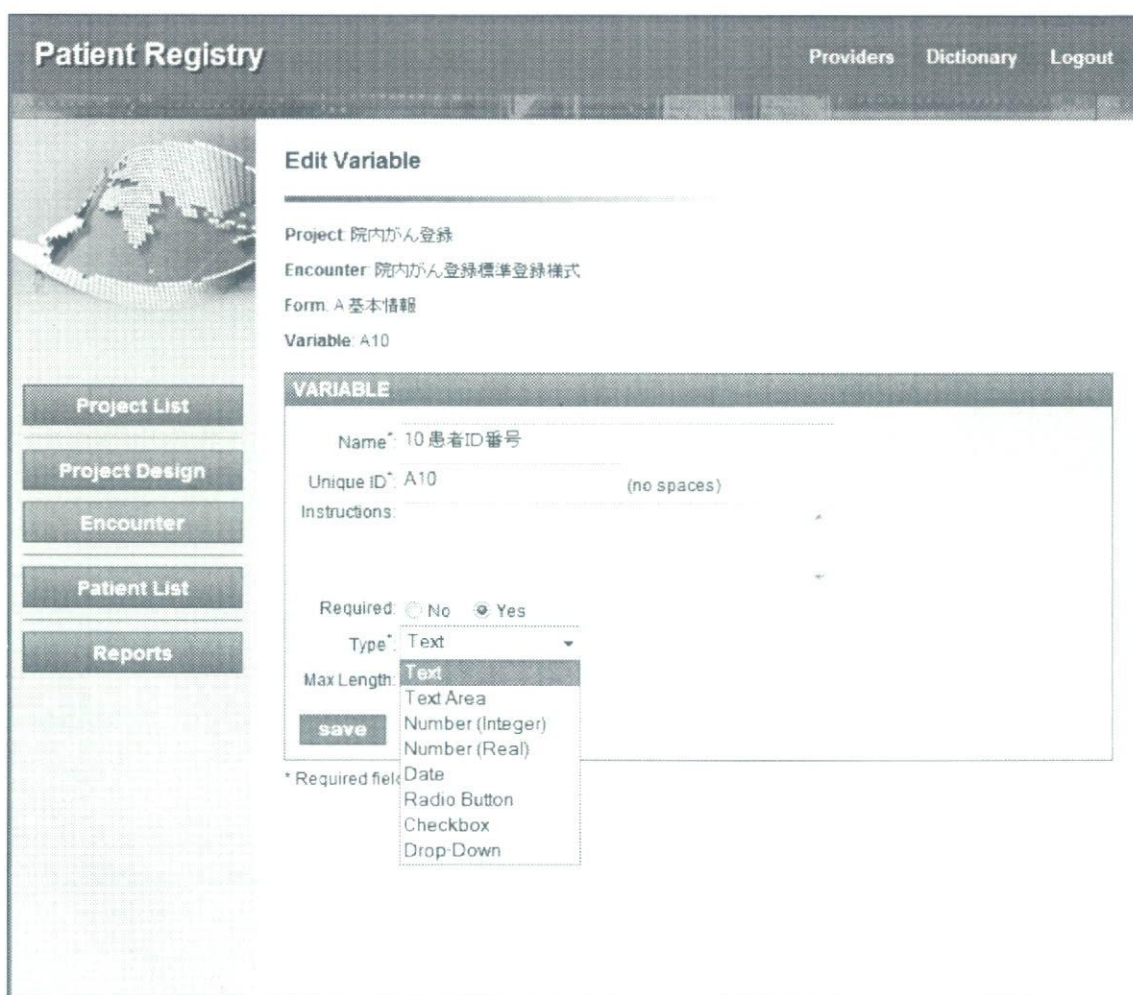 Patient Registry
Providers Dictionary Logout
Edit Variable
Project: 院内がん登録
Encounter: 院内がん登録標準登録様式
Form: A 基本情報
Variable: A10
Project List
Project Design
Encounter
Patient List
Reports
VARIABLE
Name*: 10 患者ID番号
Unique ID*: A10 (no spaces)
Instructions:
Required: No Yes
Type*: Text
Max Length:
Text
Text Area
Number (Integer)
Number (Real)
Date
Radio Button
Checkbox
Drop-Down
save
* Required field